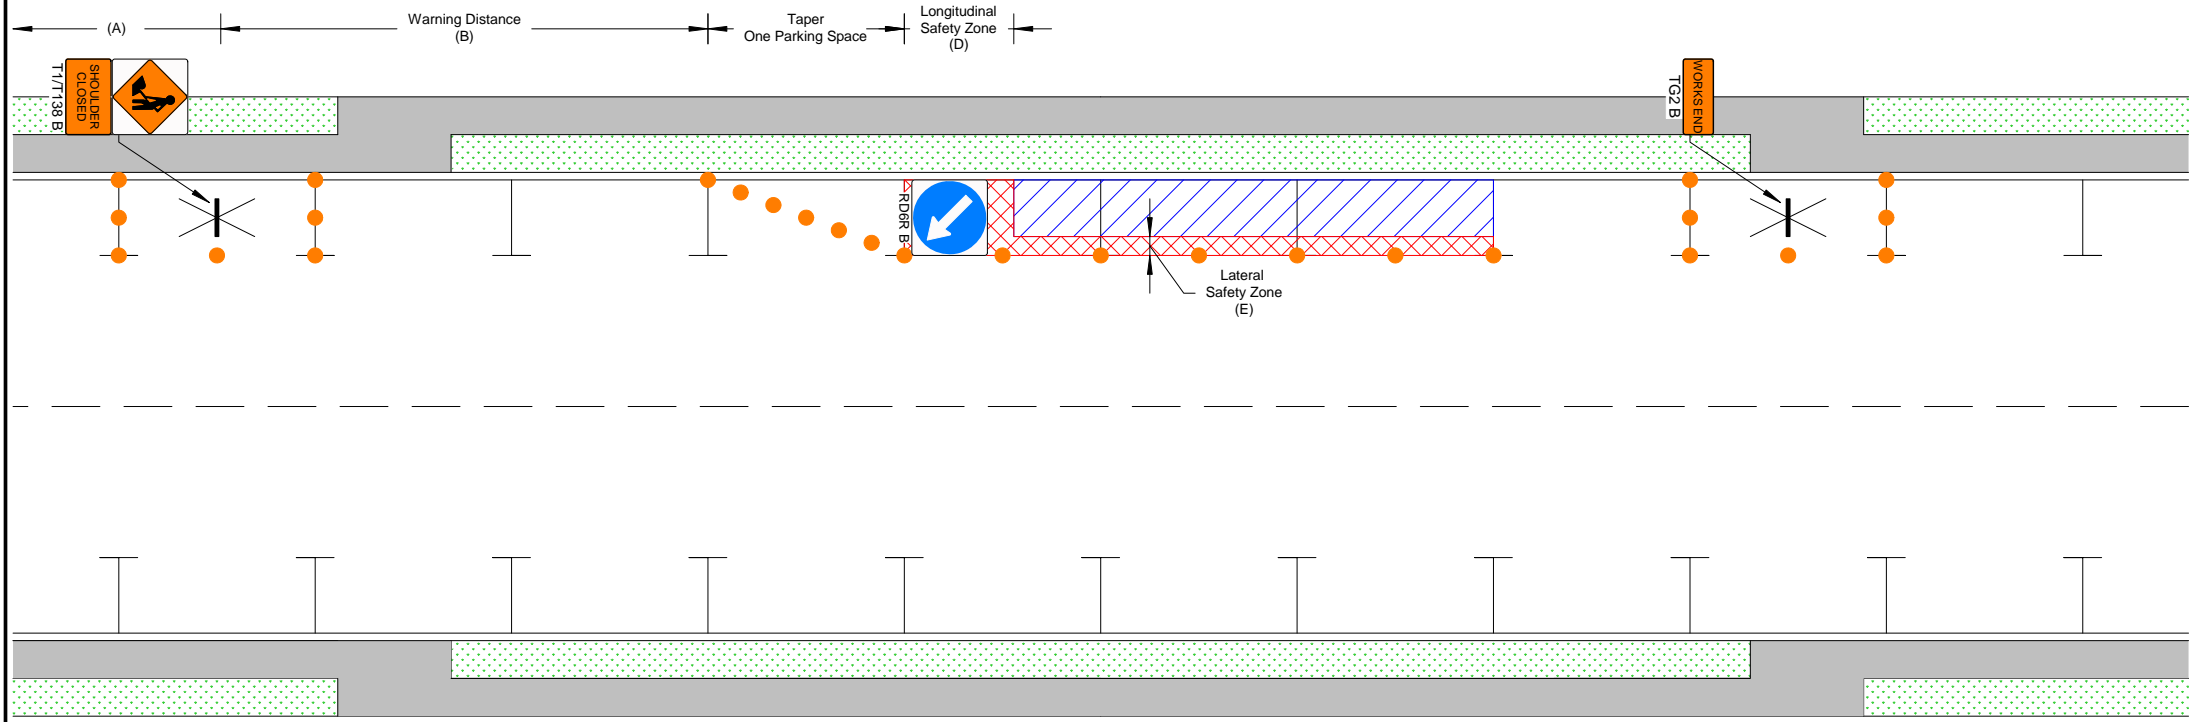 (A)
Warning Distance
(B)
Taper
One Parking Space
Longitudinal
Safety Zone
(D)
SHOULDER
CLOSED
T1/T138 B
WORKS END
TG2 B
RD6R B
Lateral
Safety Zone
(E)